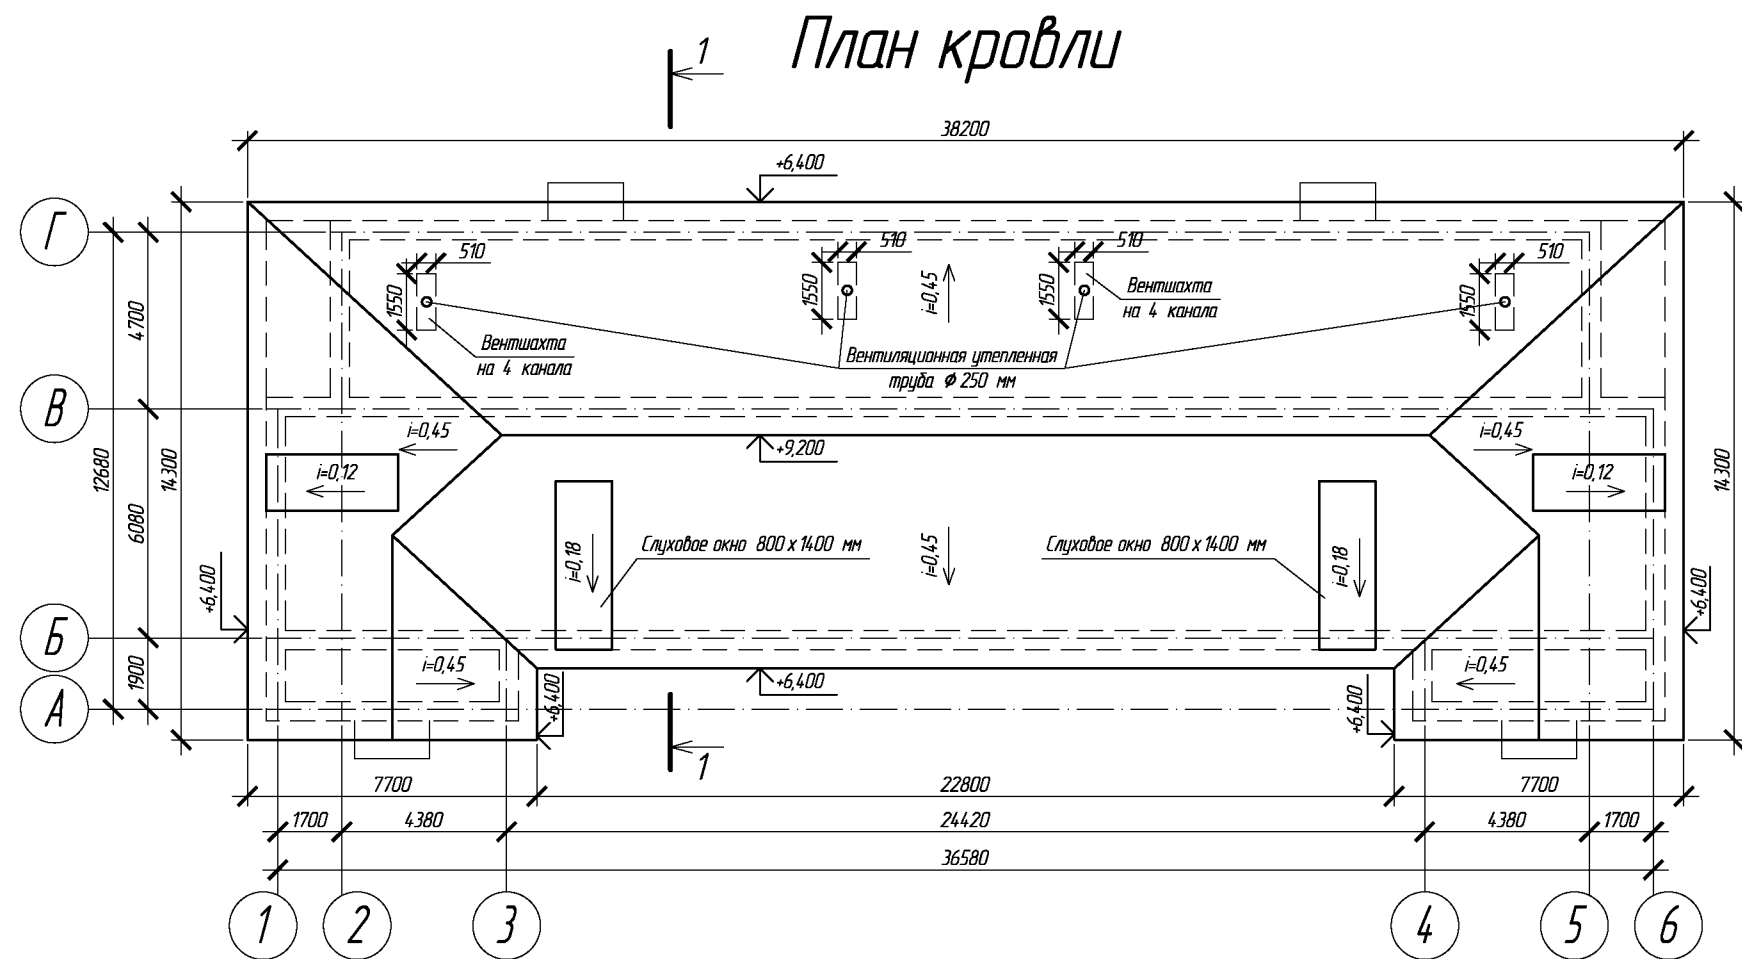 План кровли
1
38200
+6,400
Г
510
510
510
510
1550
1550
1550
1550
i=0,45
Вентшахта
на 4 канала
Вентшахта
на 4 канала
Вентиляционная утепленная
труба Ф 250 мм
4700
В
i=0,45
i=0,45
+9,200
i=0,12
i=0,12
12680
14300
14300
6080
Слуховое окно 800 х 1400 мм
Слуховое окно 800 х 1400 мм
i=0,18
i=0,45
i=0,18
+6,400
+6,400
Б
1900
i=0,45
+6,400
+6,400
+6,400
i=0,45
А
1
7700
22800
7700
1700
4380
24420
4380
1700
36580
1
2
3
4
5
6